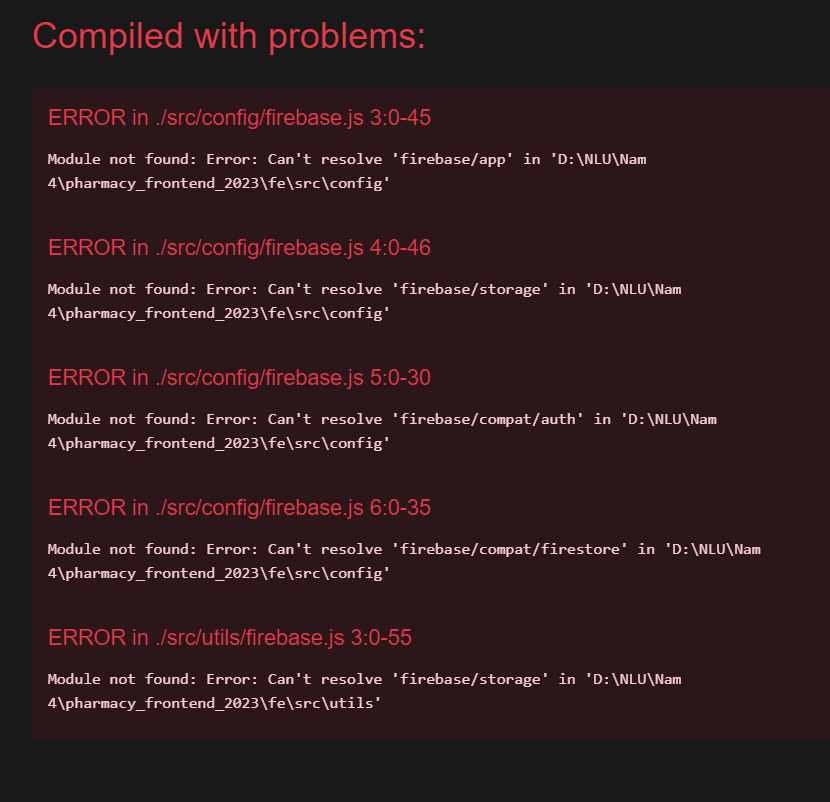 Compiled with problems:
ERROR in ./src/config/firebase.js 3:0-45
Module not found: Error: Can't resolve 'firebase/app' in 'D:\NLU\Nam
4\pharmacy_frontend_2023\fe\src\config'
ERROR in ./src/config/firebase.js 4:0-46
Module not found: Error: Can't resolve 'firebase/storage' in 'D:\NLU\Nam
4\pharmacy_frontend_2023\fe\src\config'
ERROR in ./src/config/firebase.js 5:0-30
Module not found: Error: Can't resolve 'firebase/compat/auth' in 'D:\NLU\Nam
4\pharmacy_frontend_2023\fe\src\config'
ERROR in ./src/config/firebase.js 6:0-35
Module not found: Error: Can't resolve 'firebase/compat/firestore' in 'D:\NLU\Nam
4\pharmacy_frontend_2023\fe\src\config'
ERROR in ./src/utils/firebase.js 3:0-55
Module not found: Error: Can't resolve 'firebase/storage' in 'D:\NLU\Nam
4\pharmacy_frontend_2023\fe\src\utils'